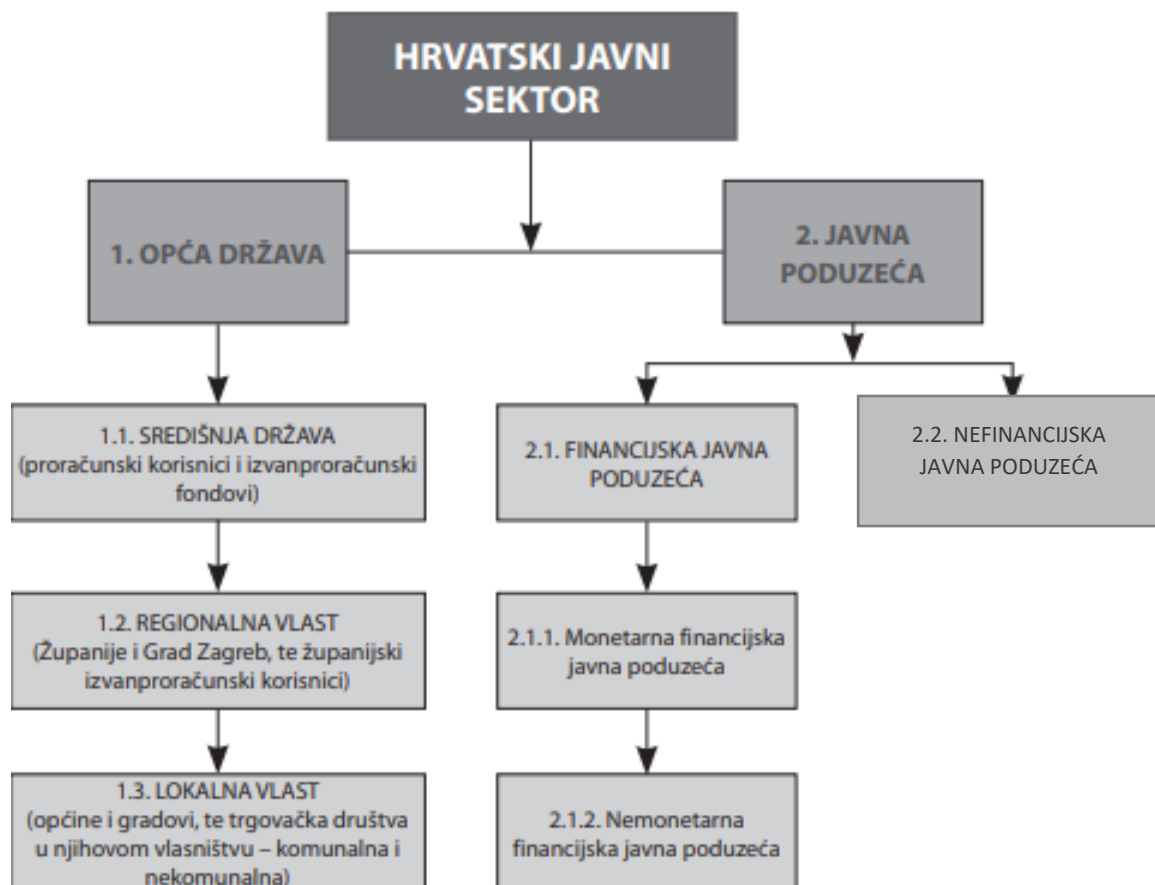 HRVATSKI JAVNI
SEKTOR
1. OPĆA DRŽAVA
2. JAVNA
PODUZEĆA
1.1. SREDIŠNJA DRŽAVA
(proračunski korisnici i izvanproračunski
fondovi)
2.1. FINANCIJSKA JAVNA
PODUZEĆA
2.2. NEFINANCIJSKA
JAVNA PODUZEĆA
1.2. REGIONALNA VLAST
(Županije i Grad Zagreb, te županijski
izvanproračunski korisnici)
2.1.1. Monetarna financijska
javna poduzeća
1.3. LOKALNA VLAST
(općine i gradovi, te trgovačka društva
u njihovom vlasništvu – komunalna i
nekomunalna)
2.1.2. Nemonetarna
financijska javna poduzeća